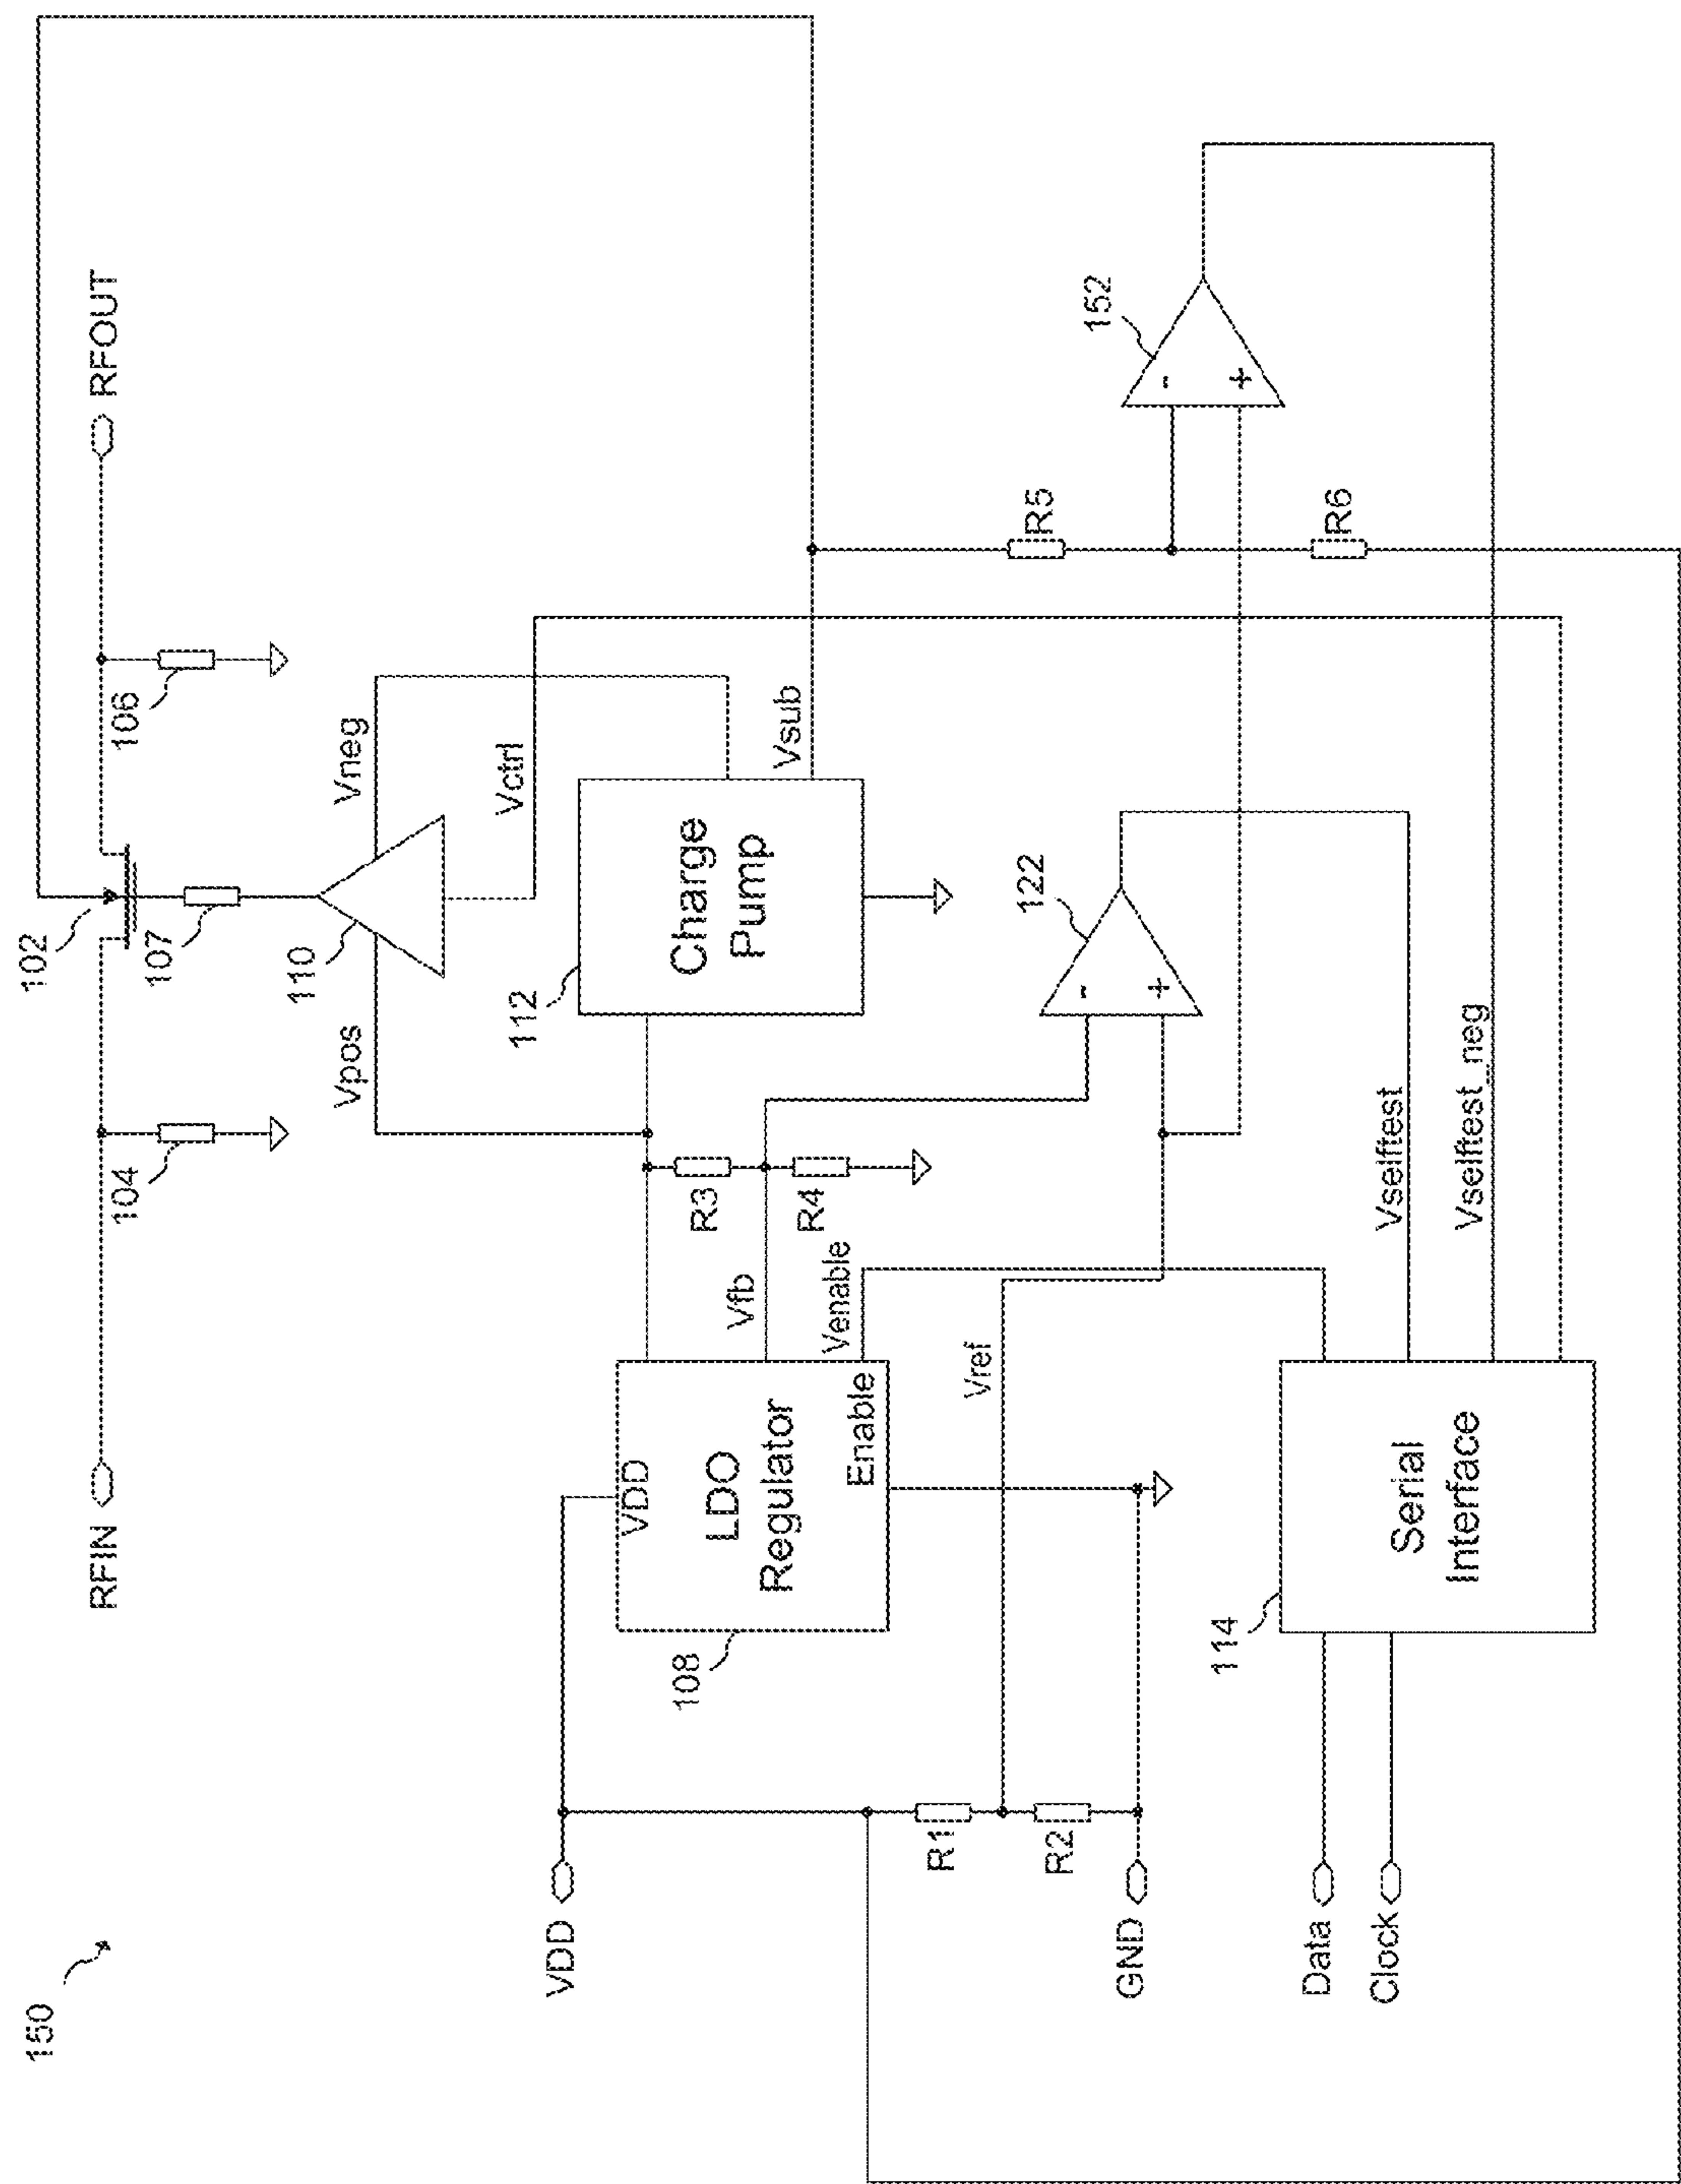 150
RFIN
RFOUT
102
104
106
107
110
Vpos
Vneg
Vctrl
VDD
VDD
LDO
Regulator
Enable
108
Vfb
Venable
R3
R4
112
Charge
Pump
Vsub
R1
R2
Vref
GND
122
-
+
152
-
+
R5
R6
Data
Clock
114
Serial
Interface
Vselftest
Vselftest_neg